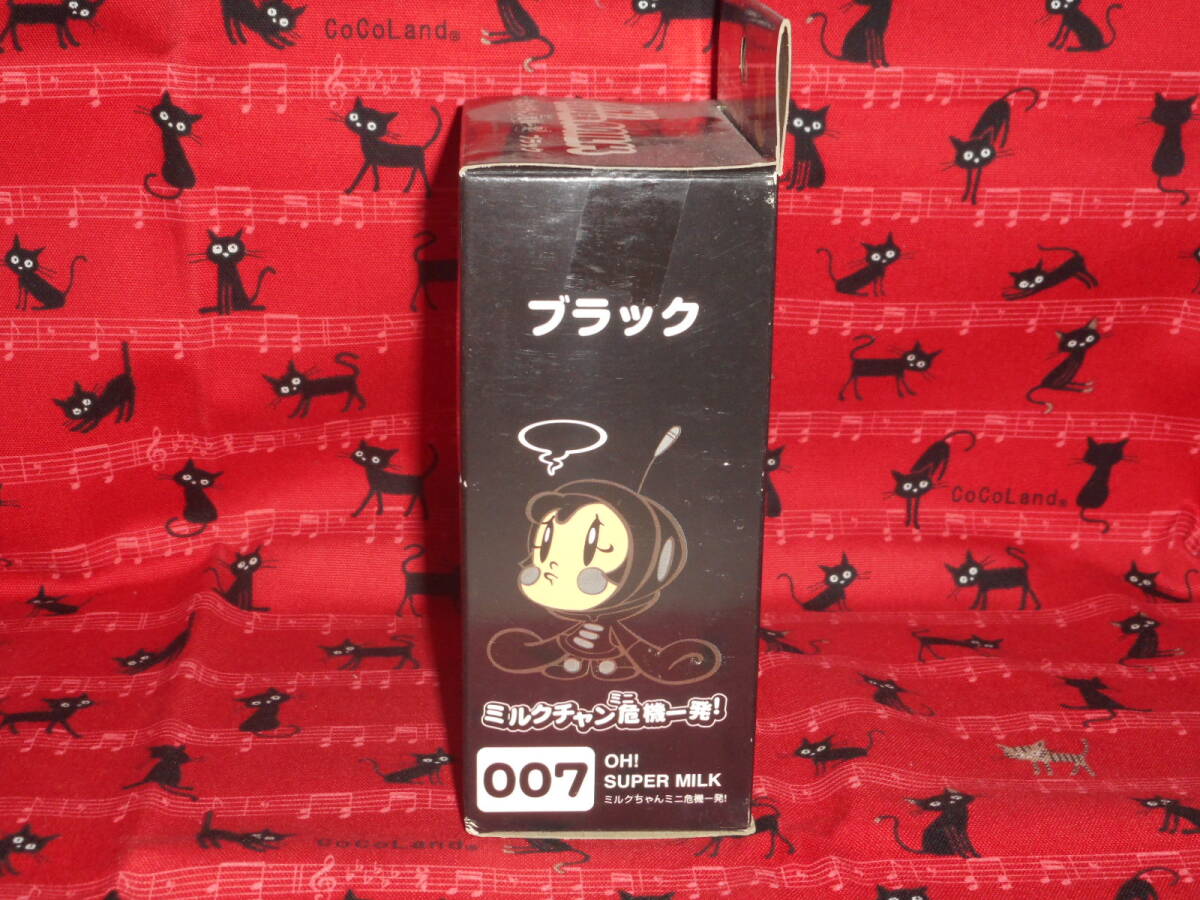 CoCoLand®
ブラック
CoCoLand®
ミニ
ミルクチャン危機一発!
007
OH!
SUPER MILK
ミルクちゃんミニ危機一発!
CoCoLand